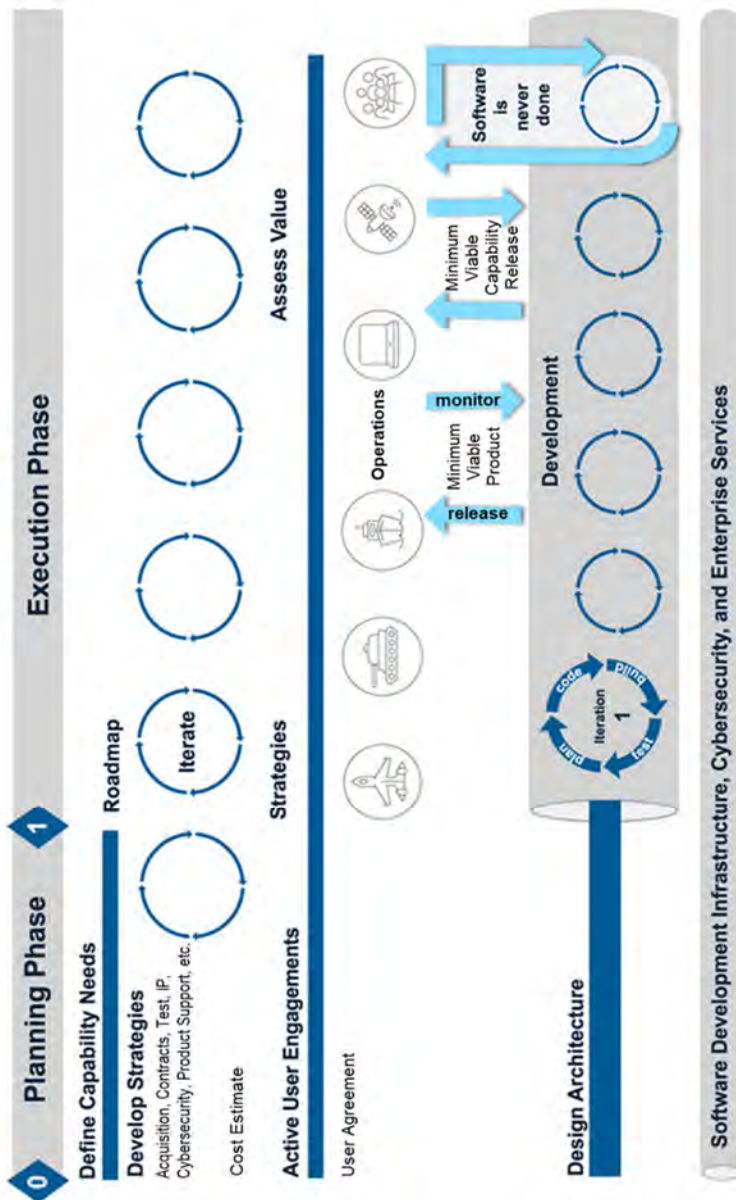 0
Planning Phase
1
Execution Phase
Define Capability Needs
Roadmap
Develop Strategies
Acquisition, Contracts, Test, IP,
Cybersecurity, Product Support, etc.
Iterate
Cost Estimate
Strategies
Assess Value
Active User Engagements
User Agreement
Operations
release
Minimum
Viable
Product
monitor
Minimum
Viable
Capability
Release
Software
is
never
done
Development
Design Architecture
plan
code
build
test
Iteration
1
Software Development Infrastructure, Cybersecurity, and Enterprise Services